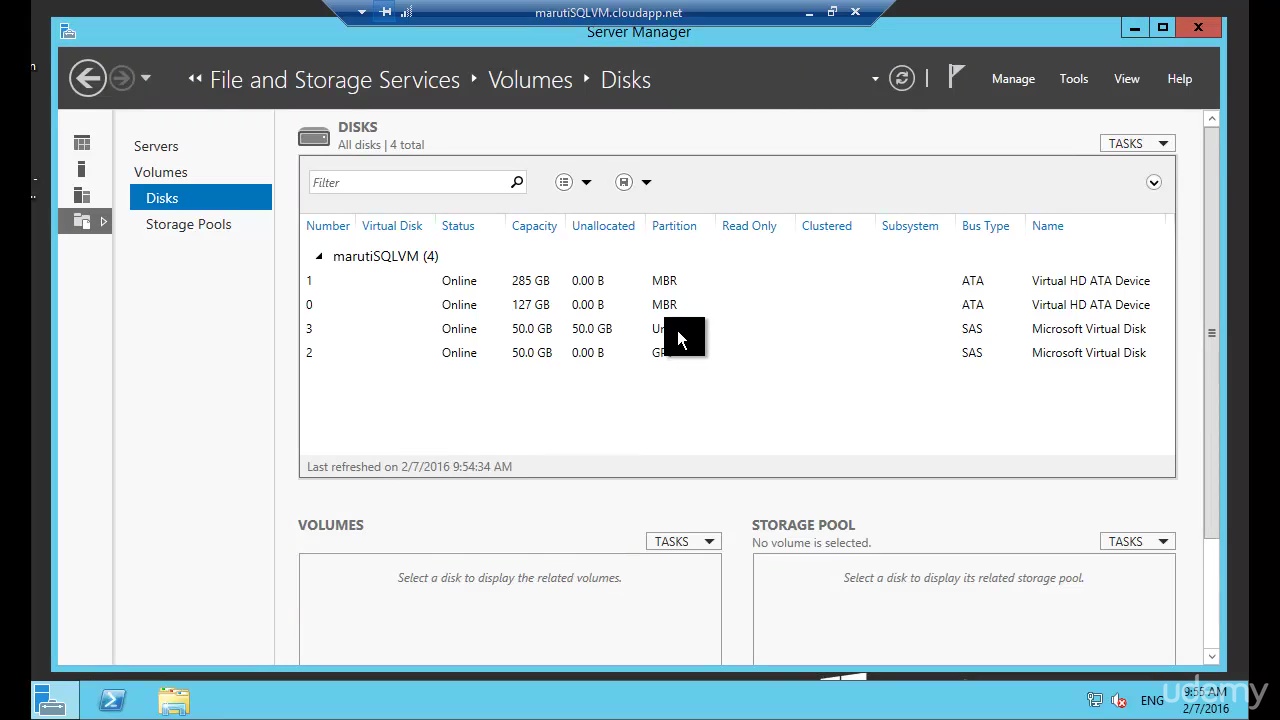 marutiSQLVM.cloudapp.net
Server Manager
File and Storage Services Volumes Disks
Manage Tools View Help
Servers
Volumes
Disks
Storage Pools
DISKS
All disks | 4 total
TASKS
Filter
Number Virtual Disk Status Capacity Unallocated Partition Read Only Clustered Subsystem Bus Type Name
marutiSQLVM (4)
1 Online 285 GB 0.00 B MBR ATA Virtual HD ATA Device
0 Online 127 GB 0.00 B MBR ATA Virtual HD ATA Device
3 Online 50.0 GB 50.0 GB SAS Microsoft Virtual Disk
2 Online 50.0 GB 0.00 B SAS Microsoft Virtual Disk
Last refreshed on 2/7/2016 9:54:34 AM
VOLUMES
TASKS
Select a disk to display the related volumes.
STORAGE POOL
No volume is selected.
TASKS
Select a disk to display its related storage pool.
ENG
9:55 AM
2/7/2016
udemy